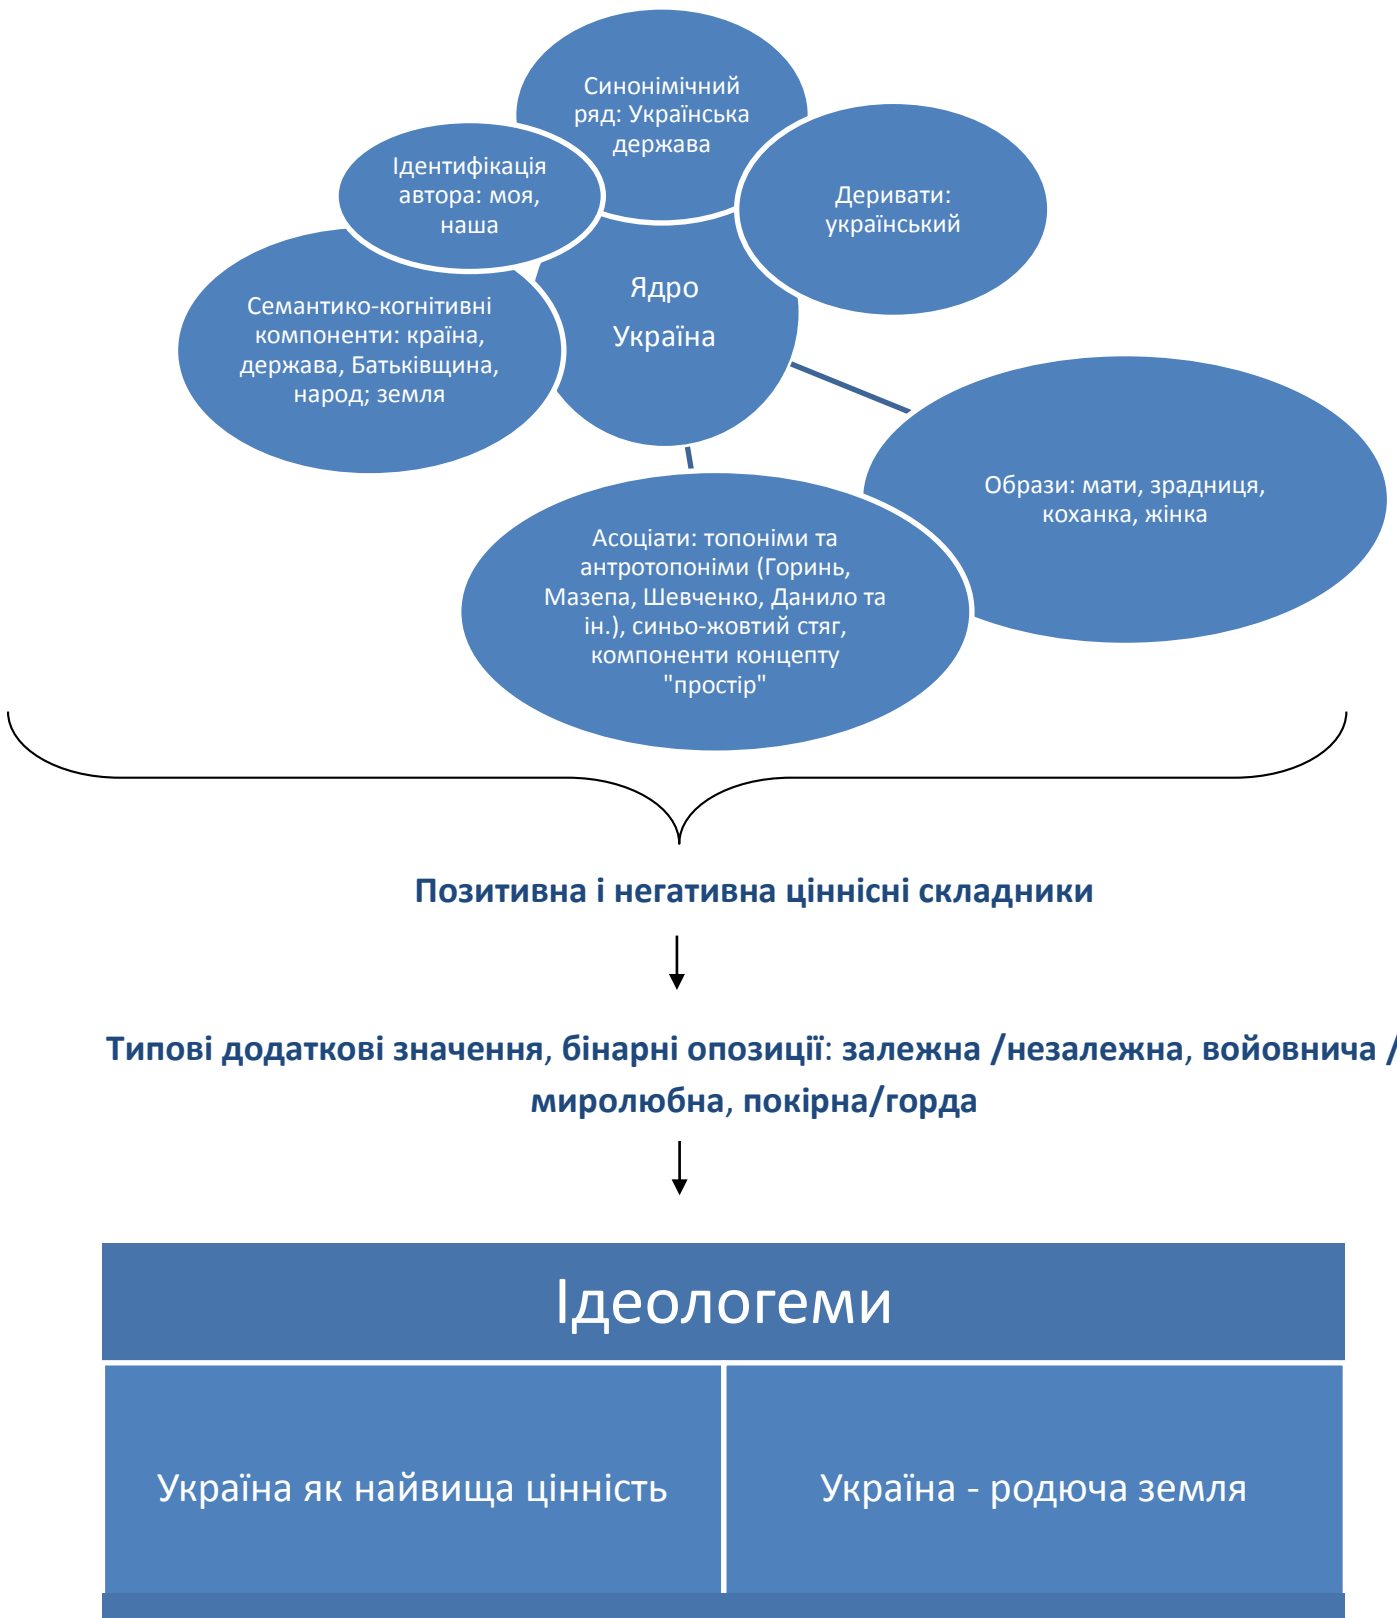 Синонімічний
ряд: Українська
держава
Ідентифікація
автора: моя,
наша
Деривати:
український
Семантико-когнітивні
компоненти: країна,
держава, Батьківщина,
народ; земля
Ядро
Україна
Образи: мати, зрадниця,
коханка, жінка
Асоціати: топоніми та
антротопоніми (Горинь,
Мазепа, Шевченко, Данило та
ін.), синьо-жовтий стяг,
компоненти концепту
"простір"
Позитивна і негативна ціннісні складники
Типові додаткові значення, бінарні опозиції: залежна /незалежна, войовнича /
миролюбна, покірна/горда
Ідеологеми
Україна як найвища цінність
Україна - родюча земля